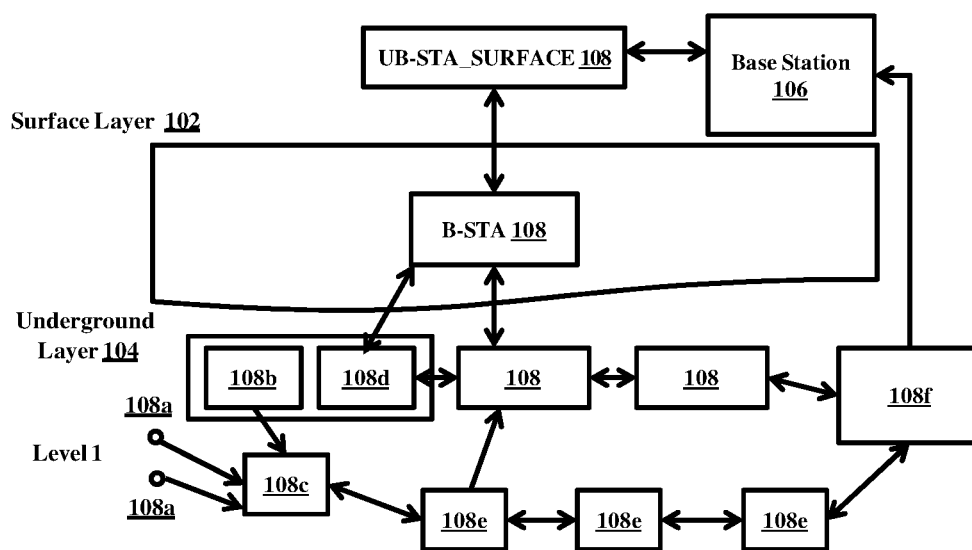 UB-STA_SURFACE 108
Base Station
106
Surface Layer 102
B-STA 108
Underground
Layer 104
108b
108d
108
108
108f
108a
Level 1
108c
108a
108e
108e
108e